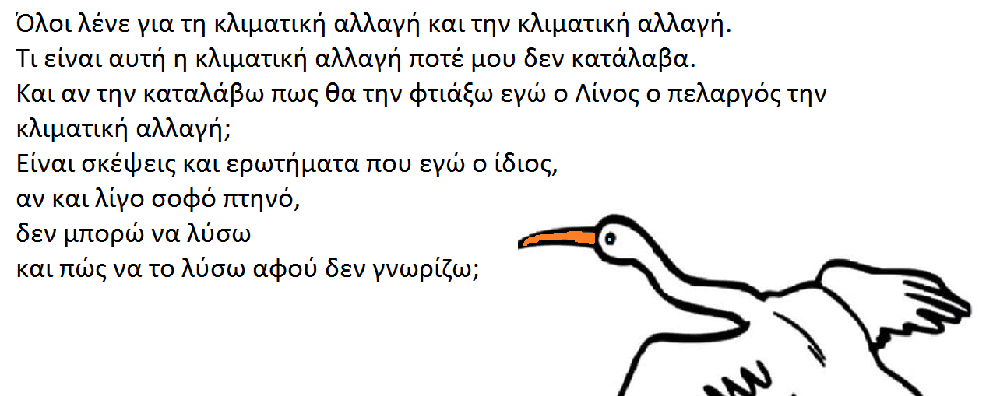 Όλοι λένε για τη κλιματική αλλαγή και την κλιματική αλλαγή.
Τι είναι αυτή η κλιματική αλλαγή ποτέ μου δεν κατάλαβα.
Και αν την καταλάβω πως θα την φτιάξω εγώ ο Λίνος ο πελαργός την
κλιματική αλλαγή;
Είναι σκέψεις και ερωτήματα που εγώ ο ίδιος,
αν και λίγο σοφό πτηνό,
δεν μπορώ να λύσω
και πώς να το λύσω αφού δεν γνωρίζω;